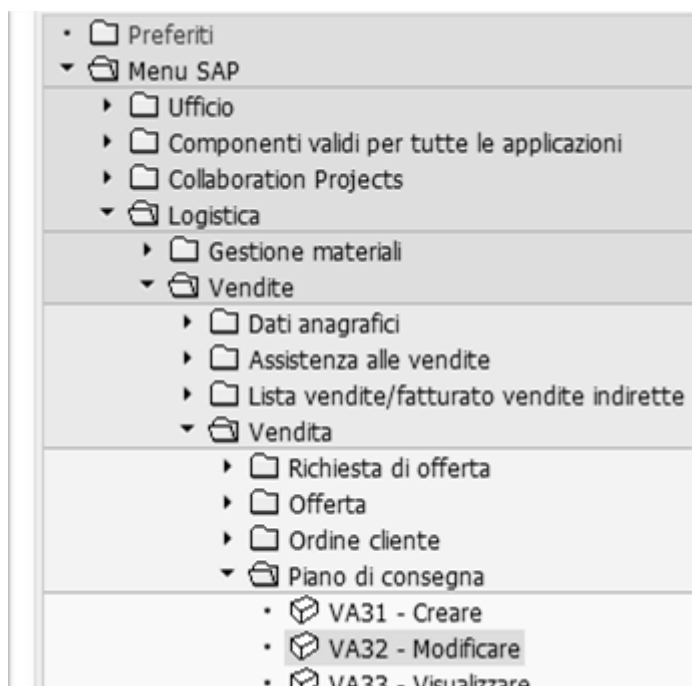 Preferiti
Menu SAP
Ufficio
Componenti validi per tutte le applicazioni
Collaboration Projects
Logistica
Gestione materiali
Vendite
Dati anagrafici
Assistenza alle vendite
Lista vendite/fatturato vendite indirette
Vendita
Richiesta di offerta
Offerta
Ordine cliente
Piano di consegna
VA31 - Creare
VA32 - Modificare
VA33 - Visualizzare